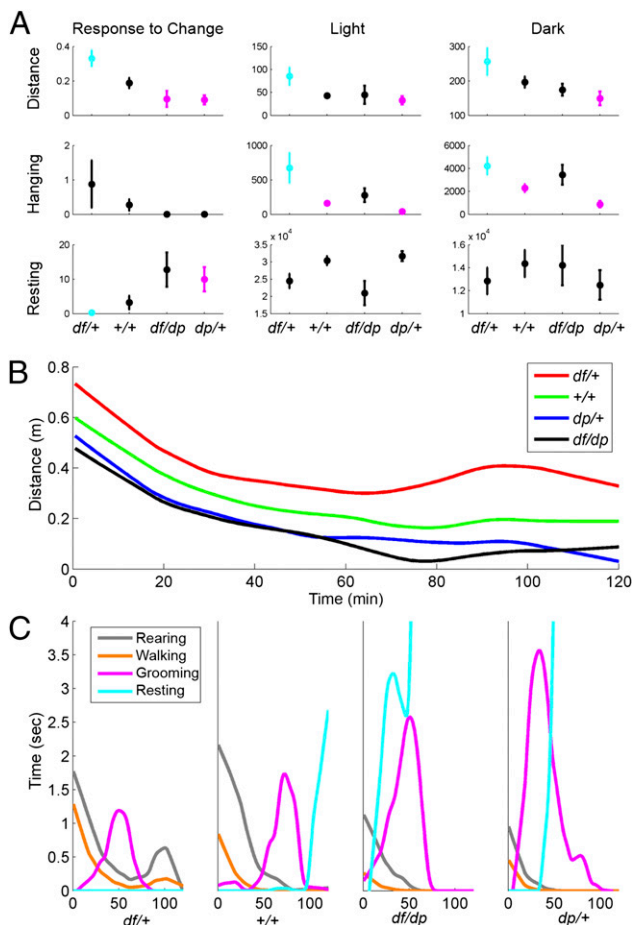 A
Response to Change Light Dark
Distance
0.4
0.2
0
150
100
50
0
300
200
100
Hanging
2
1
0
1000
500
0
6000
4000
2000
0
Resting
20
10
0
x 10⁴
3.5
3
2.5
2
x 10⁴
1.6
1.4
1.2
1
df/+ +/+ df/dp dp/+
df/+ +/+ df/dp dp/+
df/+ +/+ df/dp dp/+
B
Distance (m)
0.8
0.6
0.4
0.2
0
df/+
+/+
dp/+
df/dp
0 20 40 60 80 100 120
Time (min)
C
Time (sec)
4
3.5
3
2.5
2
1.5
1
0.5
0
Rearing
Walking
Grooming
Resting
0 50 100 0 50 100 0 50 100 0 50 100
df/+ +/+ df/dp dp/+